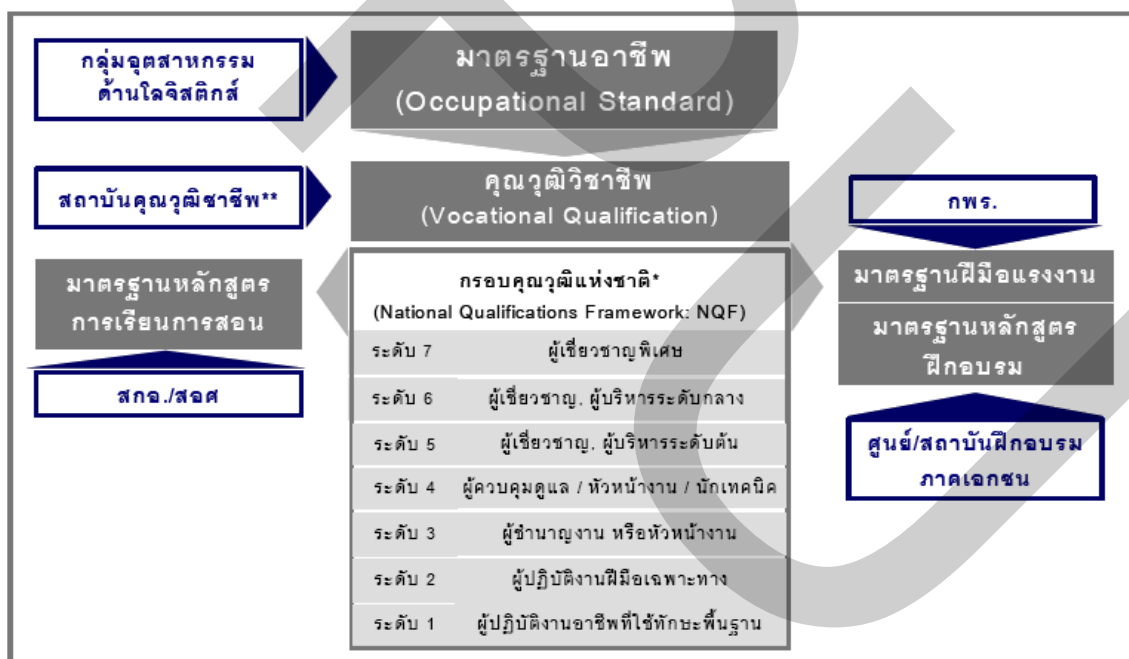 กลุ่มอุตสาหกรรม
ด้านโลจิสติกส์
มาตรฐานอาชีพ
(Occupational Standard)
สถาบันคุณวุฒิชาชีพ**
คุณวุฒิวิชาชีพ
(Vocational Qualification)
กพร.
มาตรฐานหลักสูตร
การเรียนการสอน
สกอ./สอศ
กรอบคุณวุฒิแห่งชาติ*
(National Qualifications Framework: NQF)
ระดับ 7 ผู้เชี่ยวชาญพิเศษ
ระดับ 6 ผู้เชี่ยวชาญ, ผู้บริหารระดับกลาง
ระดับ 5 ผู้เชี่ยวชาญ, ผู้บริหารระดับต้น
ระดับ 4 ผู้ควบคุมดูแล / หัวหน้างาน / นักเทคนิค
ระดับ 3 ผู้ชำนาญงาน หรือหัวหน้างาน
ระดับ 2 ผู้ปฏิบัติงานฝีมือเฉพาะทาง
ระดับ 1 ผู้ปฏิบัติงานอาชีพที่ใช้ทักษะพื้นฐาน
มาตรฐานฝีมือแรงงาน
มาตรฐานหลักสูตร
ฝึกอบรม
ศูนย์/สถาบันฝึกอบรม
ภาคเอกชน